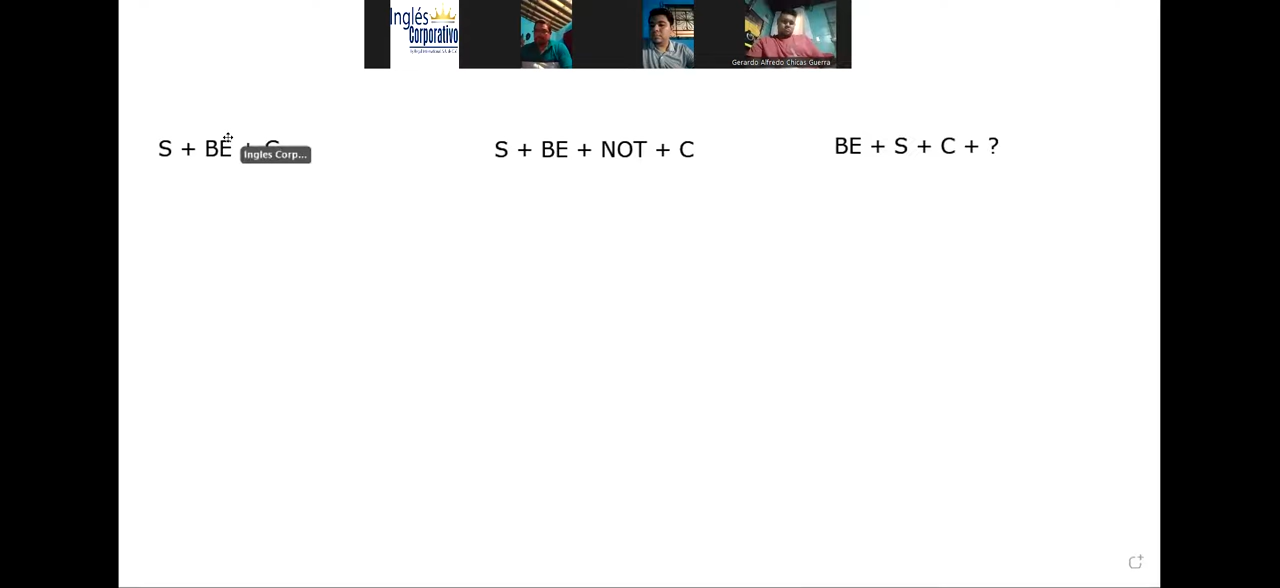 Inglés
Corporativo
Gerardo Alfredo Chicas Guerra
S + BE + C
Ingles Corp...
S + BE + NOT + C
BE + S + C + ?